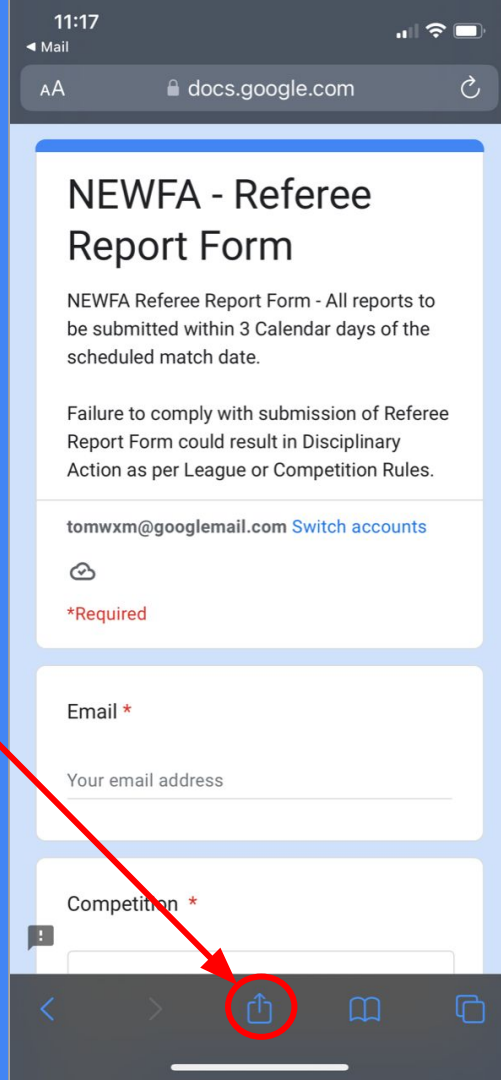 11:17
◀ Mail
AA docs.google.com
NEWFA - Referee
Report Form
NEWFA Referee Report Form - All reports to
be submitted within 3 Calendar days of the
scheduled match date.
Failure to comply with submission of Referee
Report Form could result in Disciplinary
Action as per League or Competition Rules.
tomwxm@googlemail.com Switch accounts
*Required
Email *
Your email address
Competition *